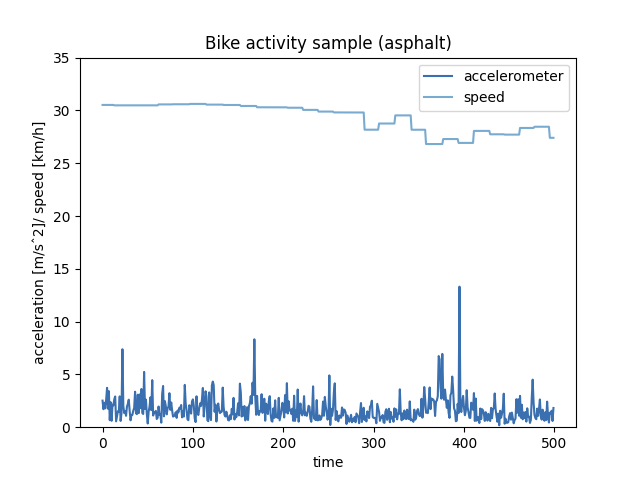 Bike activity sample (asphalt)
accelerometer
speed
acceleration [m/sˆ2]/ speed [km/h]
35
30
25
20
15
10
5
0
0 100 200 300 400 500
time